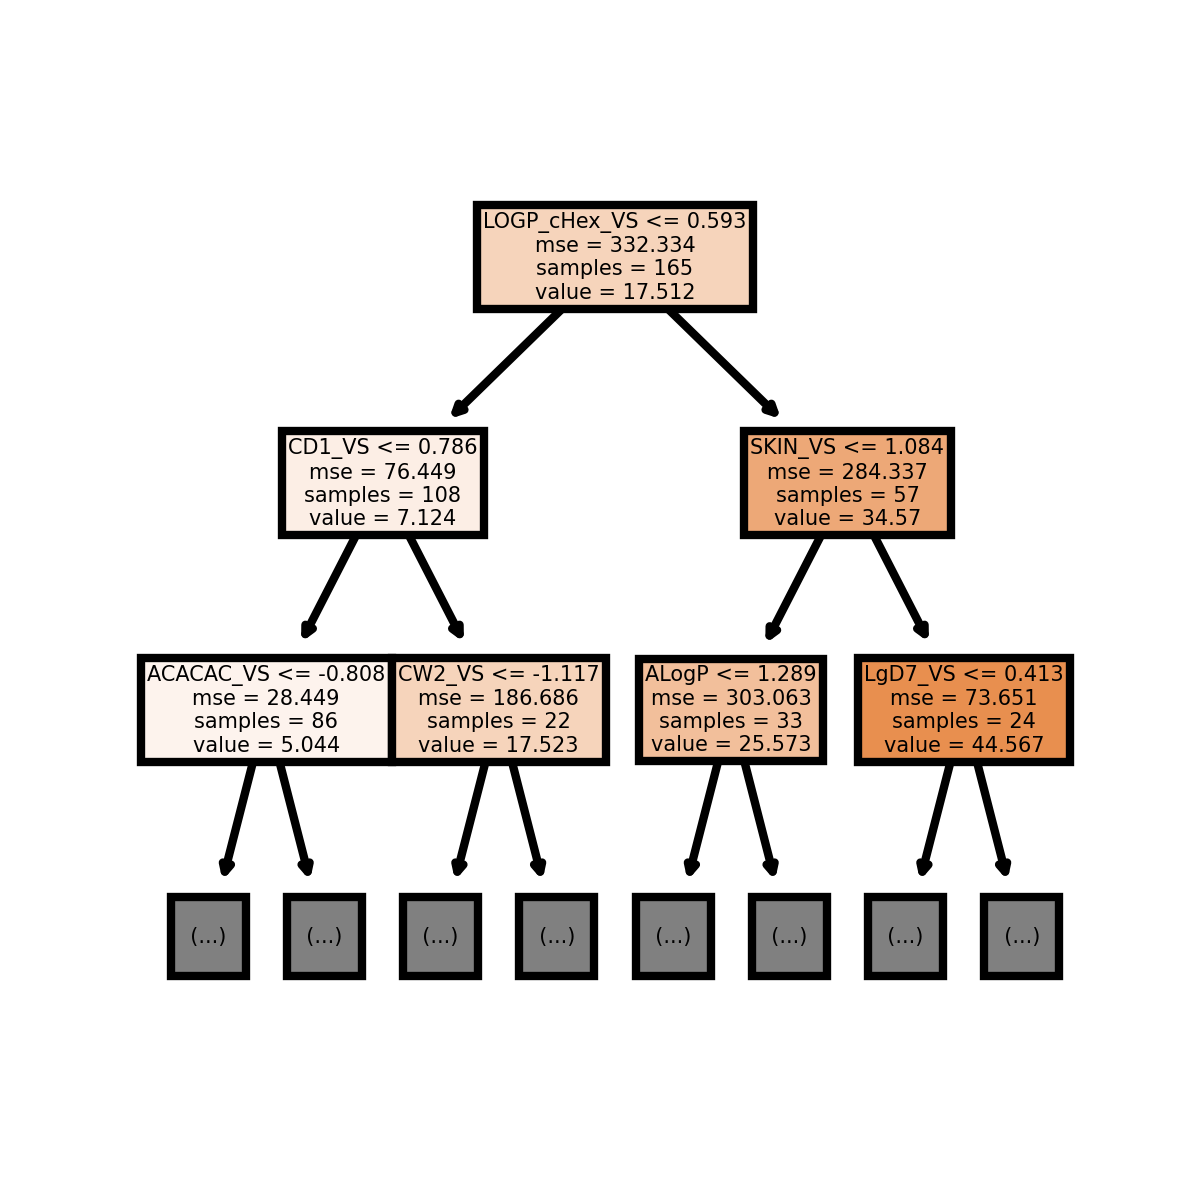 LOGP_cHex_VS <= 0.593
mse = 332.334
samples = 165
value = 17.512
CD1_VS <= 0.786
mse = 76.449
samples = 108
value = 7.124
SKIN_VS <= 1.084
mse = 284.337
samples = 57
value = 34.57
ACACAC_VS <= -0.808
mse = 28.449
samples = 86
value = 5.044
CW2_VS <= -1.117
mse = 186.686
samples = 22
value = 17.523
ALogP <= 1.289
mse = 303.063
samples = 33
value = 25.573
LgD7_VS <= 0.413
mse = 73.651
samples = 24
value = 44.567
(...)
(...)
(...)
(...)
(...)
(...)
(...)
(...)